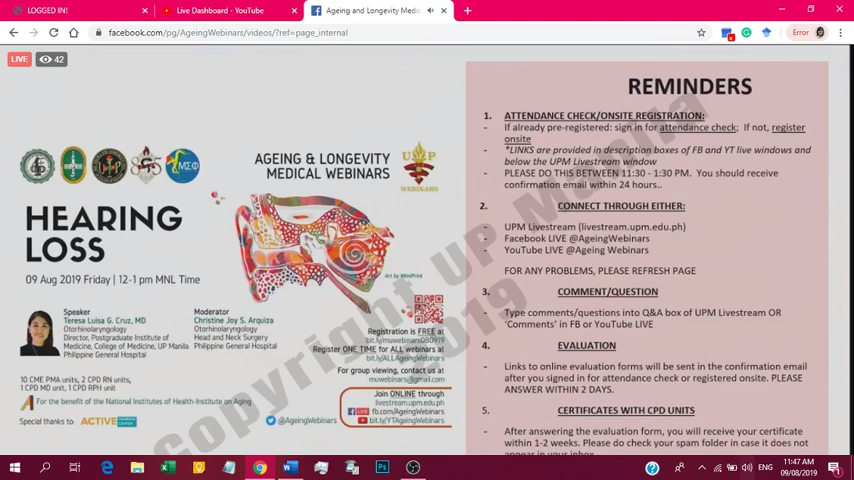 LOGGED IN!
Live Dashboard - YouTube
Ageing and Longevity Medic
facebook.com/pg/AgeingWebinars/videos/?ref=page_internal
Error
LIVE
42
AGEING & LONGEVITY
MEDICAL WEBINARS
UP
WEBINARS
HEARING
LOSS
09 Aug 2019 Friday | 12-1 pm MNL Time
Art by MiniPrint
Speaker
Teresa Luisa G. Cruz, MD
Otorhinolaryngology
Director, Postgraduate Institute of
Medicine, College of Medicine, UP Manila
Philippine General Hospital
Moderator
Christine Joy S. Arquiza
Otorhinolaryngology
Head and Neck Surgery
Philippine General Hospital
Registration is FREE at
bit.ly/muwebinars080919
Register ONE TIME for ALL webinars at
bit.ly/ALLAgeingWebinars
For group viewing, contact us at
muwebinars@gmail.com
10 CME PMA units, 2 CPD RN units,
1 CPD MD unit, 1 CPD RPH unit
For the benefit of the National Institutes of Health-Institute on Aging
Special thanks to:
ACTIVE
@AgeingWebinars
Join ONLINE through
livestream.upm.edu.ph
LIVE fb.com/AgeingWebinars
bit.ly/YTAgeingWebinars
REMINDERS
1. ATTENDANCE CHECK/ONSITE REGISTRATION:
- If already pre-registered: sign in for attendance check; If not, register
onsite
- *LINKS are provided in description boxes of FB and YT live windows and
below the UPM Livestream window
- PLEASE DO THIS BETWEEN 11:30 - 1:30 PM. You should receive
confirmation email within 24 hours..
2. CONNECT THROUGH EITHER:
- UPM Livestream (livestream.upm.edu.ph)
- Facebook LIVE @AgeingWebinars
- YouTube LIVE @Ageing Webinars
FOR ANY PROBLEMS, PLEASE REFRESH PAGE
3. COMMENT/QUESTION
- Type comments/questions into Q&A box of UPM Livestream OR
'Comments' in FB or YouTube LIVE
4. EVALUATION
- Links to online evaluation forms will be sent in the confirmation email
after you signed in for attendance check or registered onsite. PLEASE
ANSWER WITHIN 2 DAYS.
5. CERTIFICATES WITH CPD UNITS
- After answering the evaluation form, you will receive your certificate
within 1-2 weeks. Please do check your spam folder in case it does not
appear in your inbox
Copyright UP Manila
2019
ENG
11:47 AM
09/08/2019